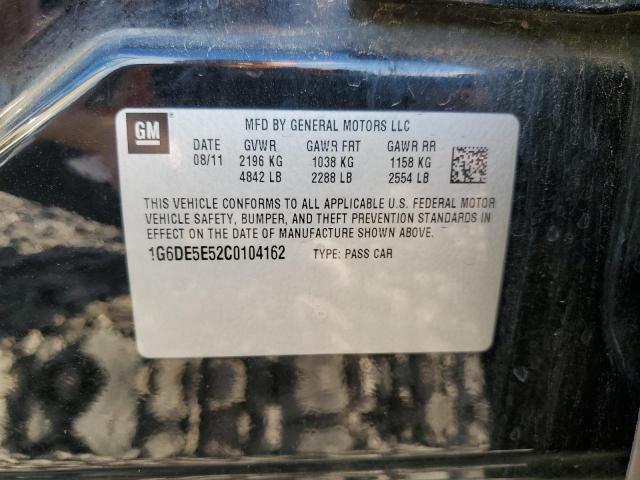 GM
MFD BY GENERAL MOTORS LLC
DATE GVWR GAWR FRT GAWR RR
08/11 2196 KG 1038 KG 1158 KG
4842 LB 2288 LB 2554 LB
THIS VEHICLE CONFORMS TO ALL APPLICABLE U.S. FEDERAL MOTOR
VEHICLE SAFETY, BUMPER, AND THEFT PREVENTION STANDARDS IN
EFFECT ON THE DATE OF MANUFACTURE SHOWN ABOVE.
1G6DE5E52C0104162 TYPE: PASS CAR